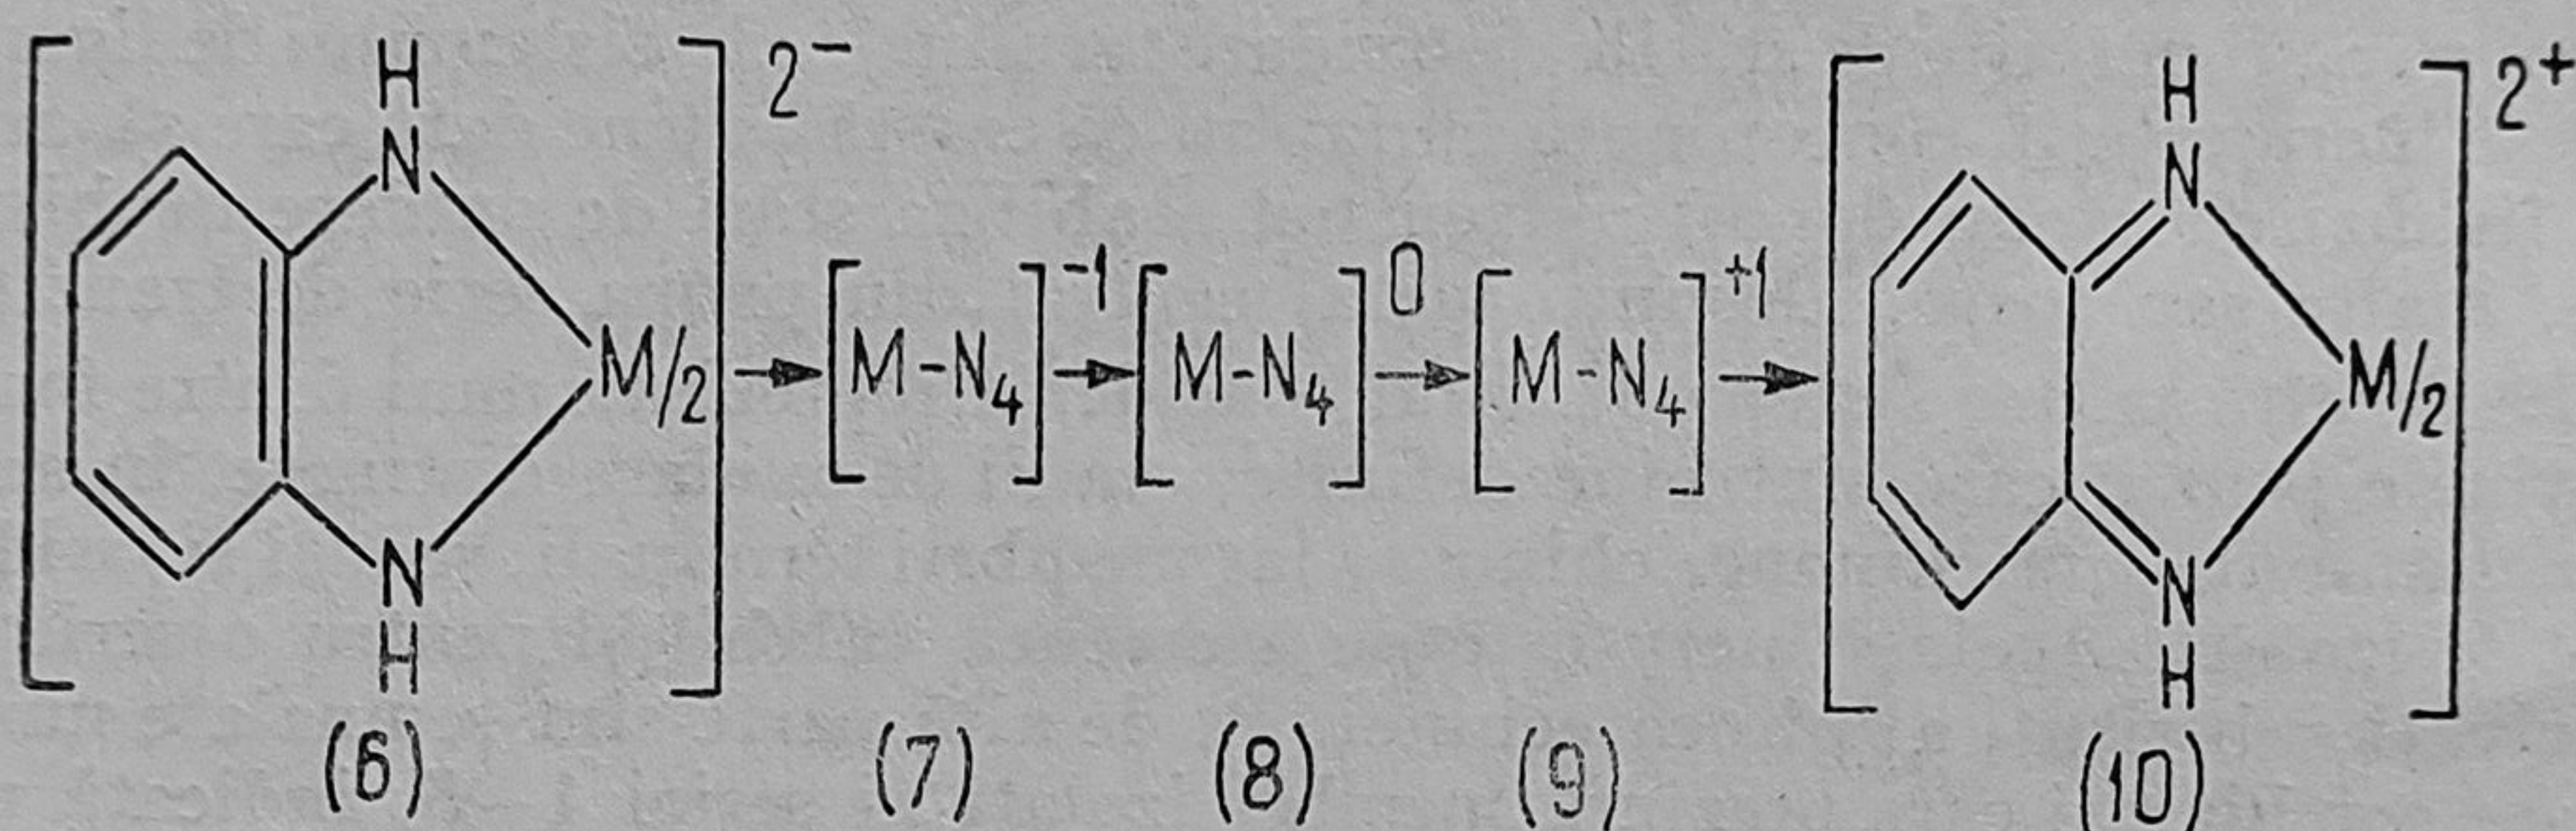 H
N
M/2
N
H
2-
(6)
[M-N4]-1
(7)
[M-N4]0
(8)
[M-N4]+1
(9)
H
N
M/2
N
H
2+
(10)